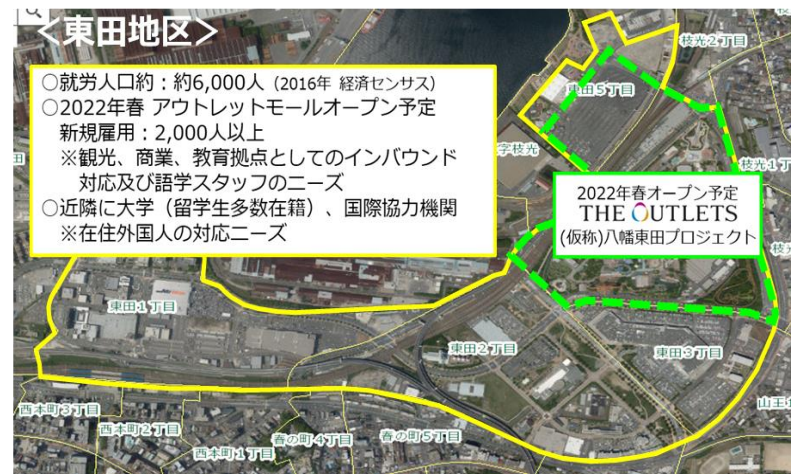 <東田地区>
○就労人口約：約6,000人（2016年 経済センサス）
○2022年春 アウトレットモールオープン予定
新規雇用：2,000人以上
※観光、商業、教育拠点としてのインバウンド
対応及び語学スタッフのニーズ
○近隣に大学（留学生多数在籍）、国際協力機関
※在住外国人の対応ニーズ
枝光2丁目
東田5丁目
字枝光
枝光1丁
2022年春オープン予定
THE OUTLETS
(仮称)八幡東田プロジェクト
東田1丁目
東田2丁目
東田3丁目
西本町3丁目
西本町2丁目
西本町1丁目
春の町4丁目
春の町5丁目
山王1